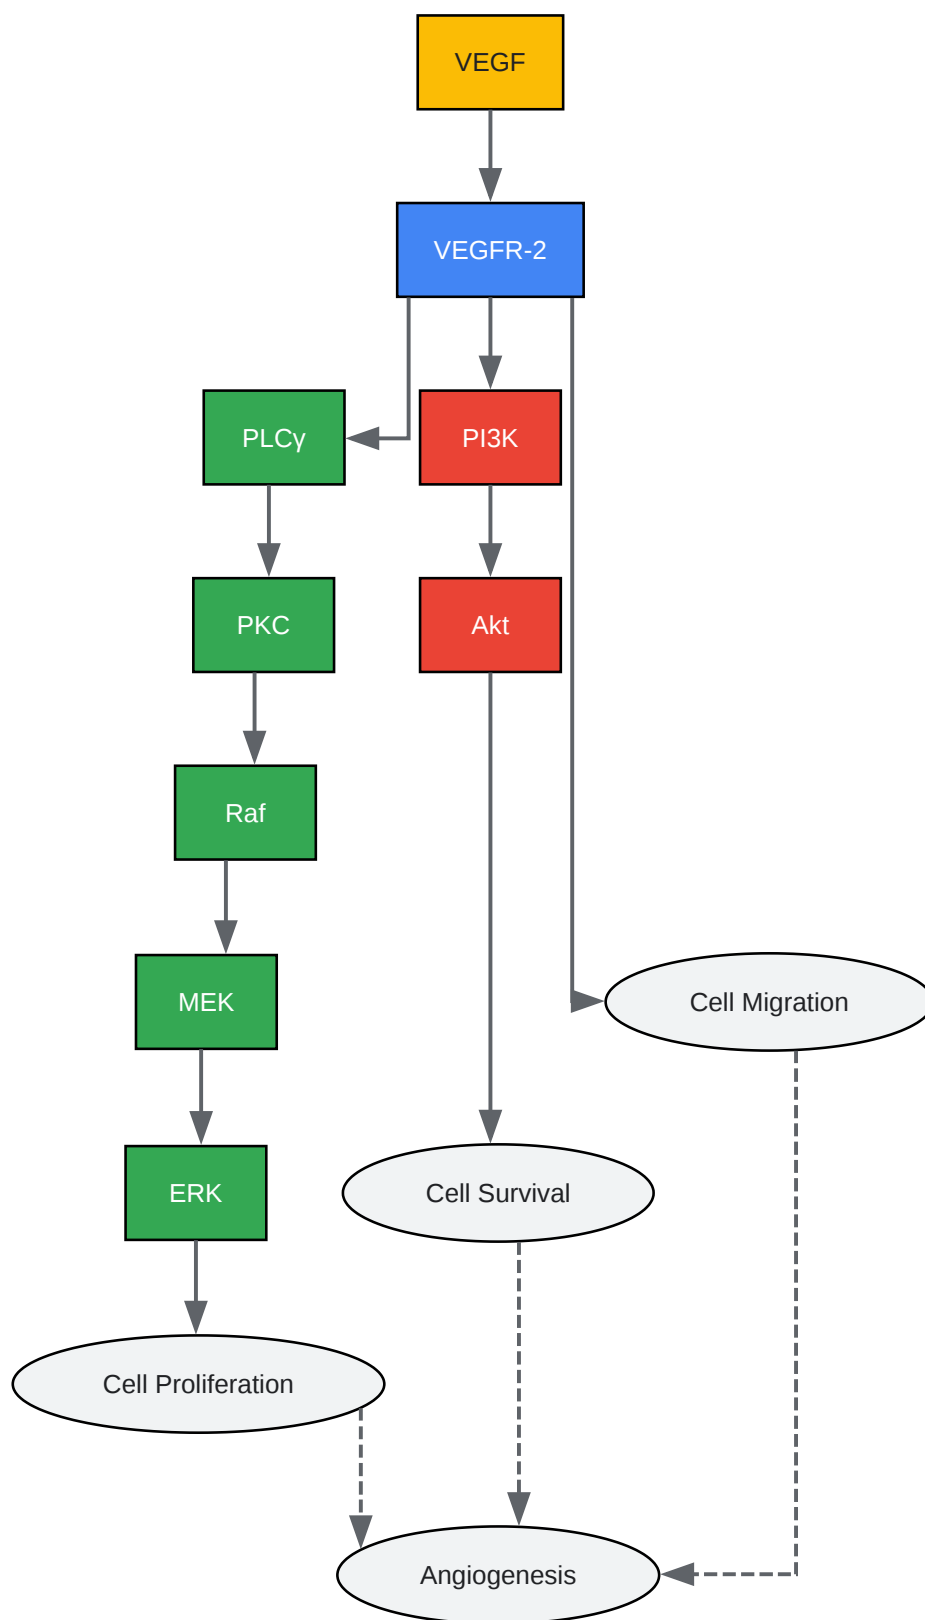 VEGF
VEGFR-2
PLCγ
PI3K
PKC
Akt
Raf
MEK
Cell Migration
ERK
Cell Survival
Cell Proliferation
Angiogenesis